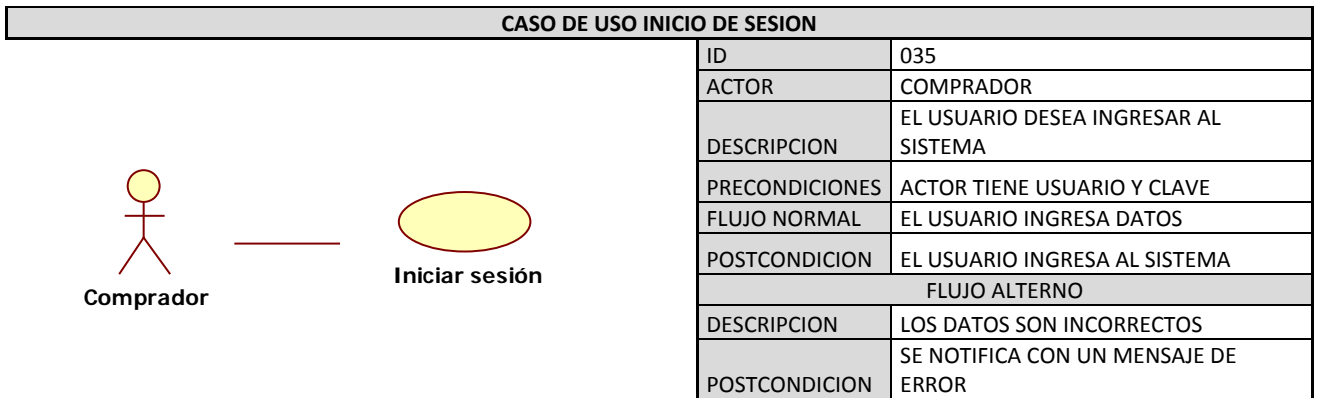 CASO DE USO INICIO DE SESION
ID 035
ACTOR COMPRADOR
EL USUARIO DESEA INGRESAR AL
DESCRIPCION SISTEMA
PRECONDICIONES ACTOR TIENE USUARIO Y CLAVE
FLUJO NORMAL EL USUARIO INGRESA DATOS
POSTCONDICION EL USUARIO INGRESA AL SISTEMA
FLUJO ALTERNO
DESCRIPCION LOS DATOS SON INCORRECTOS
SE NOTIFICA CON UN MENSAJE DE
POSTCONDICION ERROR
Comprador
Iniciar sesión